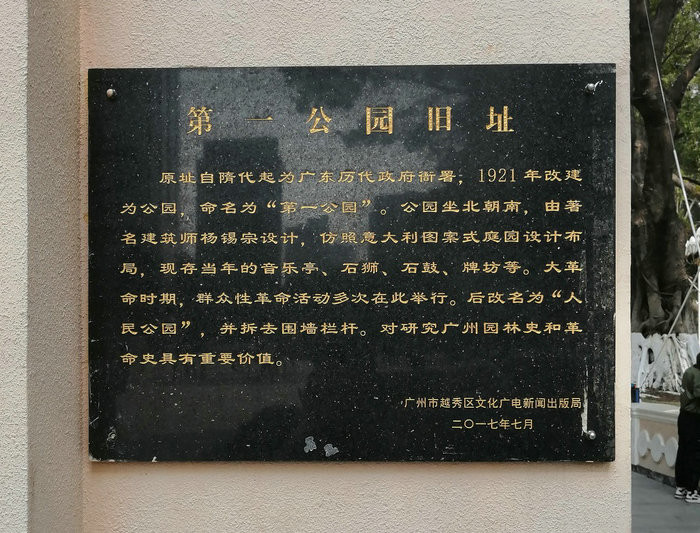 第一公园旧址
原址自隋代起为广东历代政府衙署，1921年改建
为公园，命名为“第一公园”。公园坐北朝南，由著
名建筑师杨锡宗设计，仿照意大利图案式庭园设计布
局，现存当年的音乐亭、石狮、石鼓、牌坊等。大革
命时期，群众性革命活动多次在此举行。后改名为“人
民公园”，并拆去围墙栏杆。对研究广州园林史和革
命史具有重要价值。
广州市越秀区文化广电新闻出版局
二〇一七年七月